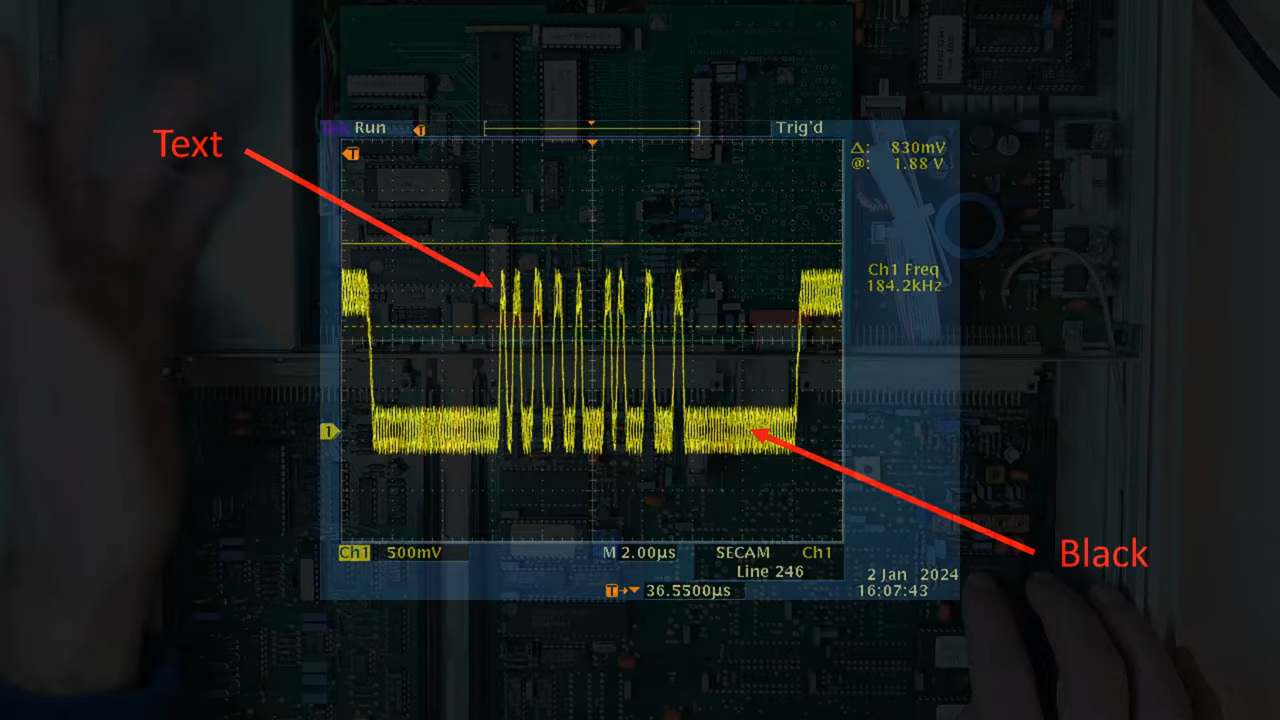 Run
T
Trig'd
Text
T
Δ: 830mV
@: 1.88 V
Ch1 Freq
184.2kHz
1
Black
Ch1 500mV
M 2.00µs
SECAM
Ch1
Line 246
T 36.5500µs
2 Jan 2024
16:07:43